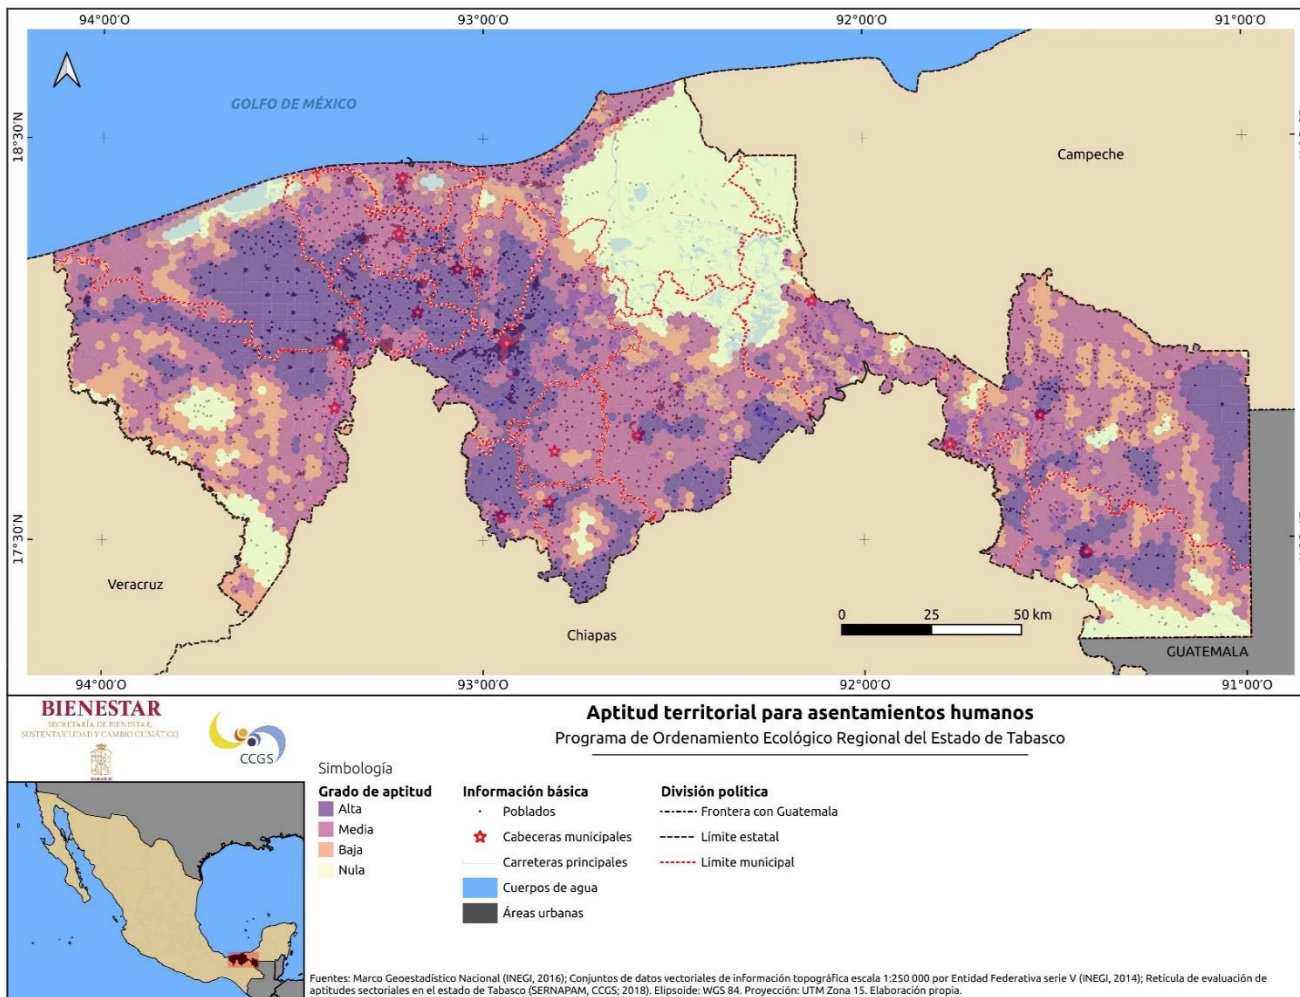 94°00'O 93°00'O 92°00'O 91°00'O
GOLFO DE MÉXICO
18°30'N
Campeche
17°30'N
Veracruz
0 25 50 km
Chiapas
GUATEMALA
94°00'O 93°00'O 92°00'O 91°00'O
BIENESTAR
SECRETARÍA DE BIENESTAR,
SUSTENTABILIDAD Y CAMBIO CLIMÁTICO
CCGS
Aptitud territorial para asentamientos humanos
Programa de Ordenamiento Ecológico Regional del Estado de Tabasco
Simbología
Grado de aptitud
Alta
Media
Baja
Nula
Información básica
Poblados
Cabeceras municipales
Carreteras principales
Cuerpos de agua
Áreas urbanas
División política
Frontera con Guatemala
Límite estatal
Límite municipal
Fuentes: Marco Geoestadístico Nacional (INEGI, 2016); Conjuntos de datos vectoriales de información topográfica escala 1:250 000 por Entidad Federativa serie V (INEGI, 2014); Retícula de evaluación de
aptitudes sectoriales en el estado de Tabasco (SERNAPAM, CCGS; 2018). Elipsoide: WGS 84. Proyección: UTM Zona 15. Elaboración propia.